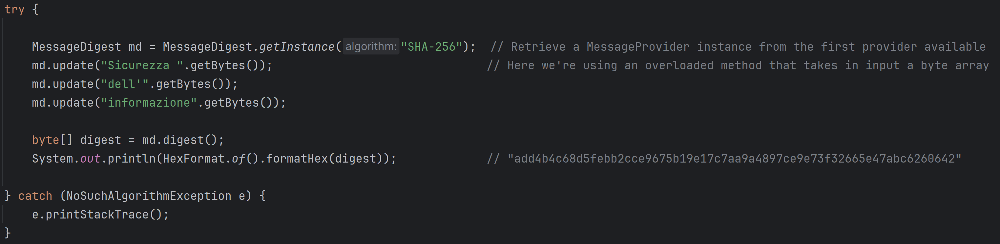 try {
MessageDigest md = MessageDigest.getInstance( algorithm: "SHA-256");  // Retrieve a MessageProvider instance from the first provider available
md.update("Sicurezza ".getBytes());  // Here we're using an overloaded method that takes in input a byte array
md.update("dell'".getBytes());
md.update("informazione".getBytes());
byte[] digest = md.digest();
System.out.println(HexFormat.of().formatHex(digest));  // "add4b4c68d5febb2cce9675b19e17c7aa9a4897ce9e73f32665e47abc6260642"
} catch (NoSuchAlgorithmException e) {
e.printStackTrace();
}